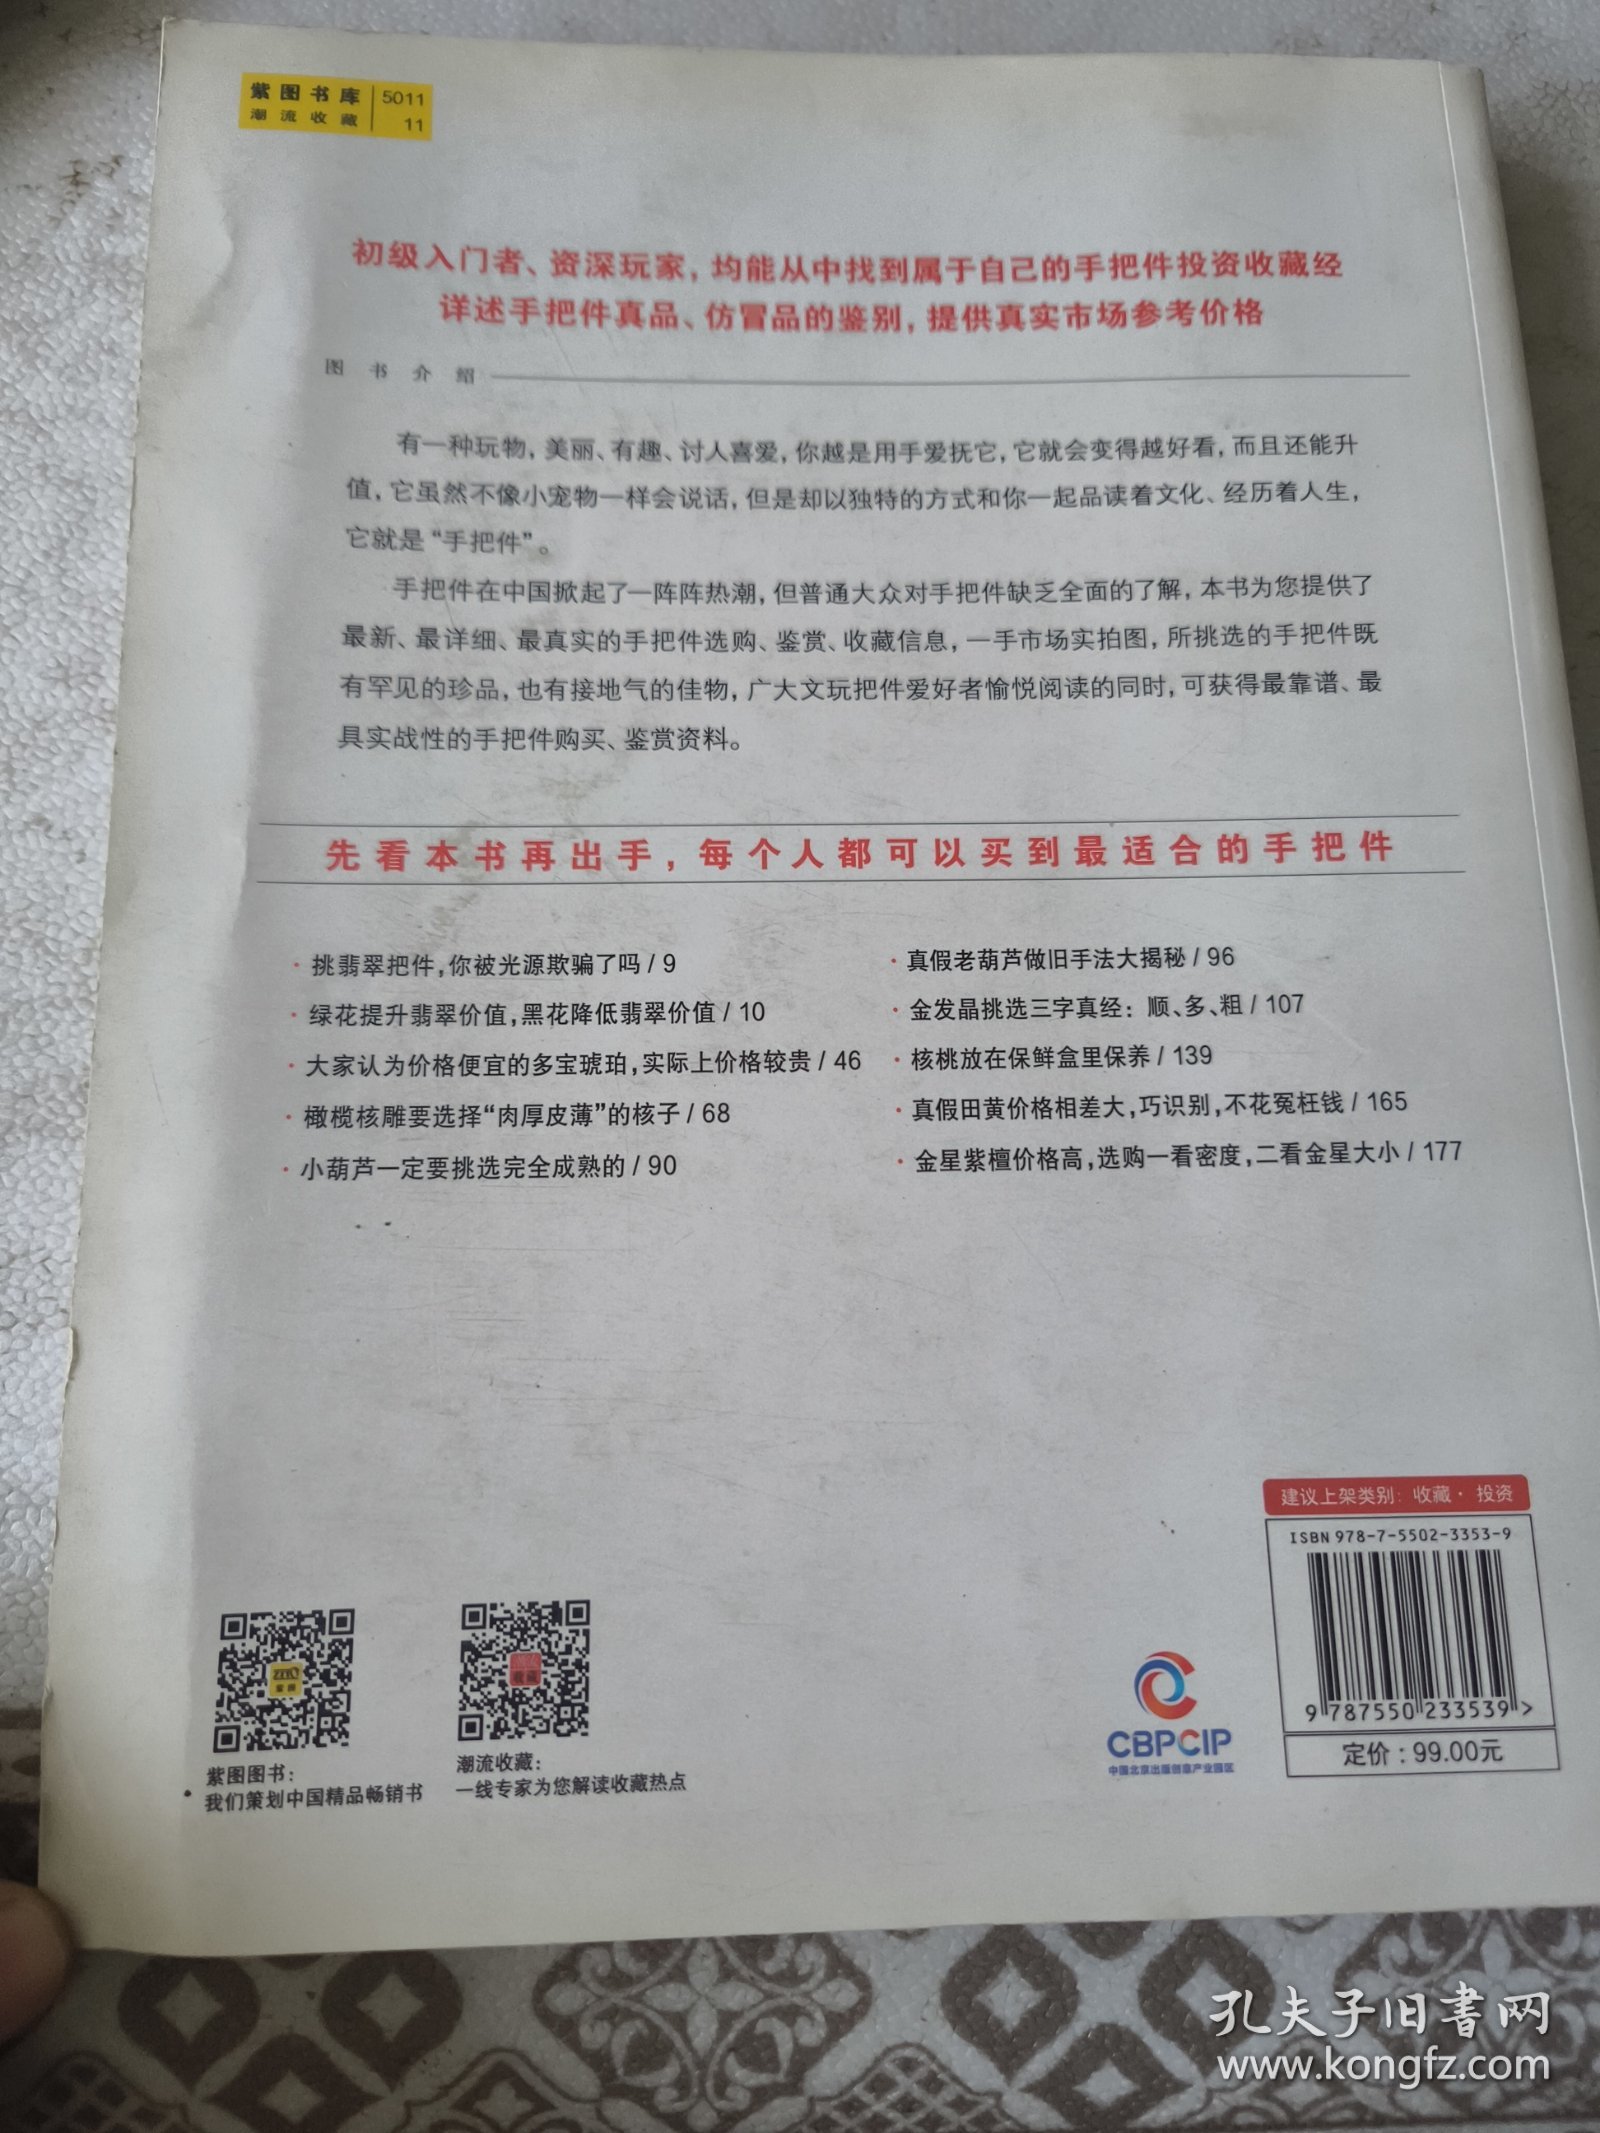 紫图书库 5011
潮流收藏 11
初级入门者、资深玩家，均能从中找到属于自己的手把件投资收藏经
详述手把件真品、仿冒品的鉴别，提供真实市场参考价格
图书介绍
有一种玩物，美丽、有趣、讨人喜爱，你越是用手爱抚它，它就会变得越好看，而且还能升
值，它虽然不像小宠物一样会说话，但是却以独特的方式和你一起品读着文化、经历着人生，
它就是“手把件”。
手把件在中国掀起了一阵阵热潮，但普通大众对手把件缺乏全面的了解，本书为您提供了
最新、最详细、最真实的手把件选购、鉴赏、收藏信息，一手市场实拍图，所挑选的手把件既
有罕见的珍品，也有接地气的佳物，广大文玩把件爱好者愉悦阅读的同时，可获得最靠谱、最
具实战性的手把件购买、鉴赏资料。
先看本书再出手，每个人都可以买到最适合的手把件
· 挑翡翠把件，你被光源欺骗了吗 / 9
· 绿花提升翡翠价值，黑花降低翡翠价值 / 10
· 大家认为价格便宜的多宝琥珀，实际上价格较贵 / 46
· 橄榄核雕要选择“肉厚皮薄”的核子 / 68
· 小葫芦一定要挑选完全成熟的 / 90
· 真假老葫芦做旧手法大揭秘 / 96
· 金发晶挑选三字真经：顺、多、粗 / 107
· 核桃放在保鲜盒里保养 / 139
· 真假田黄价格相差大，巧识别，不花冤枉钱 / 165
· 金星紫檀价格高，选购一看密度，二看金星大小 / 177
建议上架类别：收藏·投资
ISBN 978-7-5502-3353-9
9 787550 233539 >
定价：99.00元
CBPCIP
中国北京出版创意产业园区
ZITO
紫图
收藏
紫图图书：
我们策划中国精品畅销书
潮流收藏：
一线专家为您解读收藏热点
孔夫子旧书网
www.kongfz.com